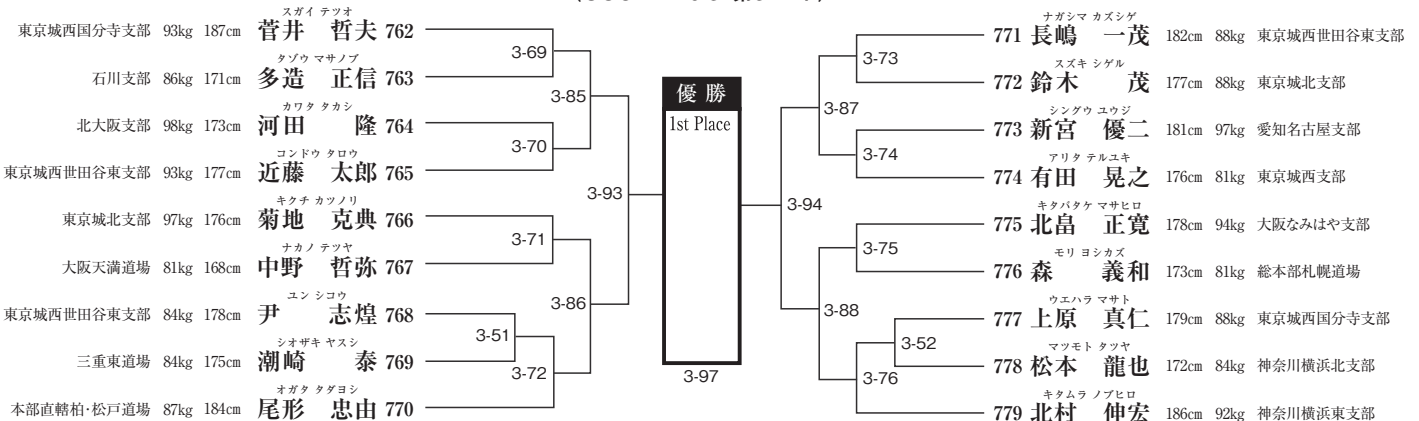 スガイ テツオ
東京城西国分寺支部 93kg 187cm 菅井 哲夫 762
タゾウ マサノブ
石川支部 86kg 171cm 多造 正信 763
カワタ タカシ
北大阪支部 98kg 173cm 河田 隆 764
コンドウ タロウ
東京城西世田谷東支部 93kg 177cm 近藤 太郎 765
キクチ カツノリ
東京城北支部 97kg 176cm 菊地 克典 766
ナカノ テツヤ
大阪天満道場 81kg 168cm 中野 哲弥 767
ユン シコウ
東京城西世田谷東支部 84kg 178cm 尹 志煌 768
シオザキ ヤスシ
三重東道場 84kg 175cm 潮崎 泰 769
オガタ タダヨシ
本部直轄柏・松戸道場 87kg 184cm 尾形 忠由 770
3-69
3-70
3-71
3-51
3-72
3-85
3-86
3-93
優勝
1st Place
3-97
3-94
3-87
3-88
3-73
3-74
3-75
3-52
3-76
ナガシマ カズシゲ
771 長嶋 一茂 182cm 88kg 東京城西世田谷東支部
スズキ シゲル
772 鈴木 茂 177cm 88kg 東京城北支部
シングウ ユウジ
773 新宮 優二 181cm 97kg 愛知名古屋支部
アリタ テルユキ
774 有田 晃之 176cm 81kg 東京城西支部
キタバタケ マサヒロ
775 北畠 正寛 178cm 94kg 大阪なみはや支部
モリ ヨシカズ
776 森 義和 173cm 81kg 総本部札幌道場
ウエハラ マサト
777 上原 真仁 179cm 88kg 東京城西国分寺支部
マツモト タツヤ
778 松本 龍也 172cm 84kg 神奈川横浜北支部
キタムラ ノブヒロ
779 北村 伸宏 186cm 92kg 神奈川横浜東支部